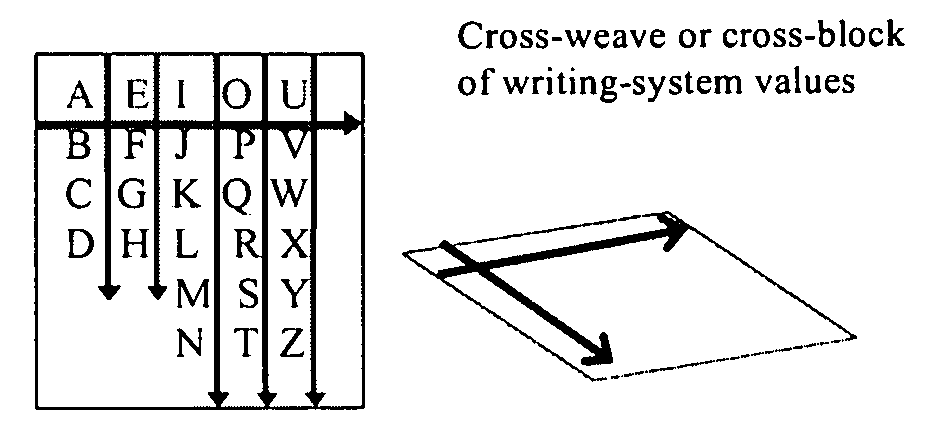 Cross-weave or cross-block
of writing-system values
A E I O U
B F J P V
C G K Q W
D H L R X
M S Y
N T Z